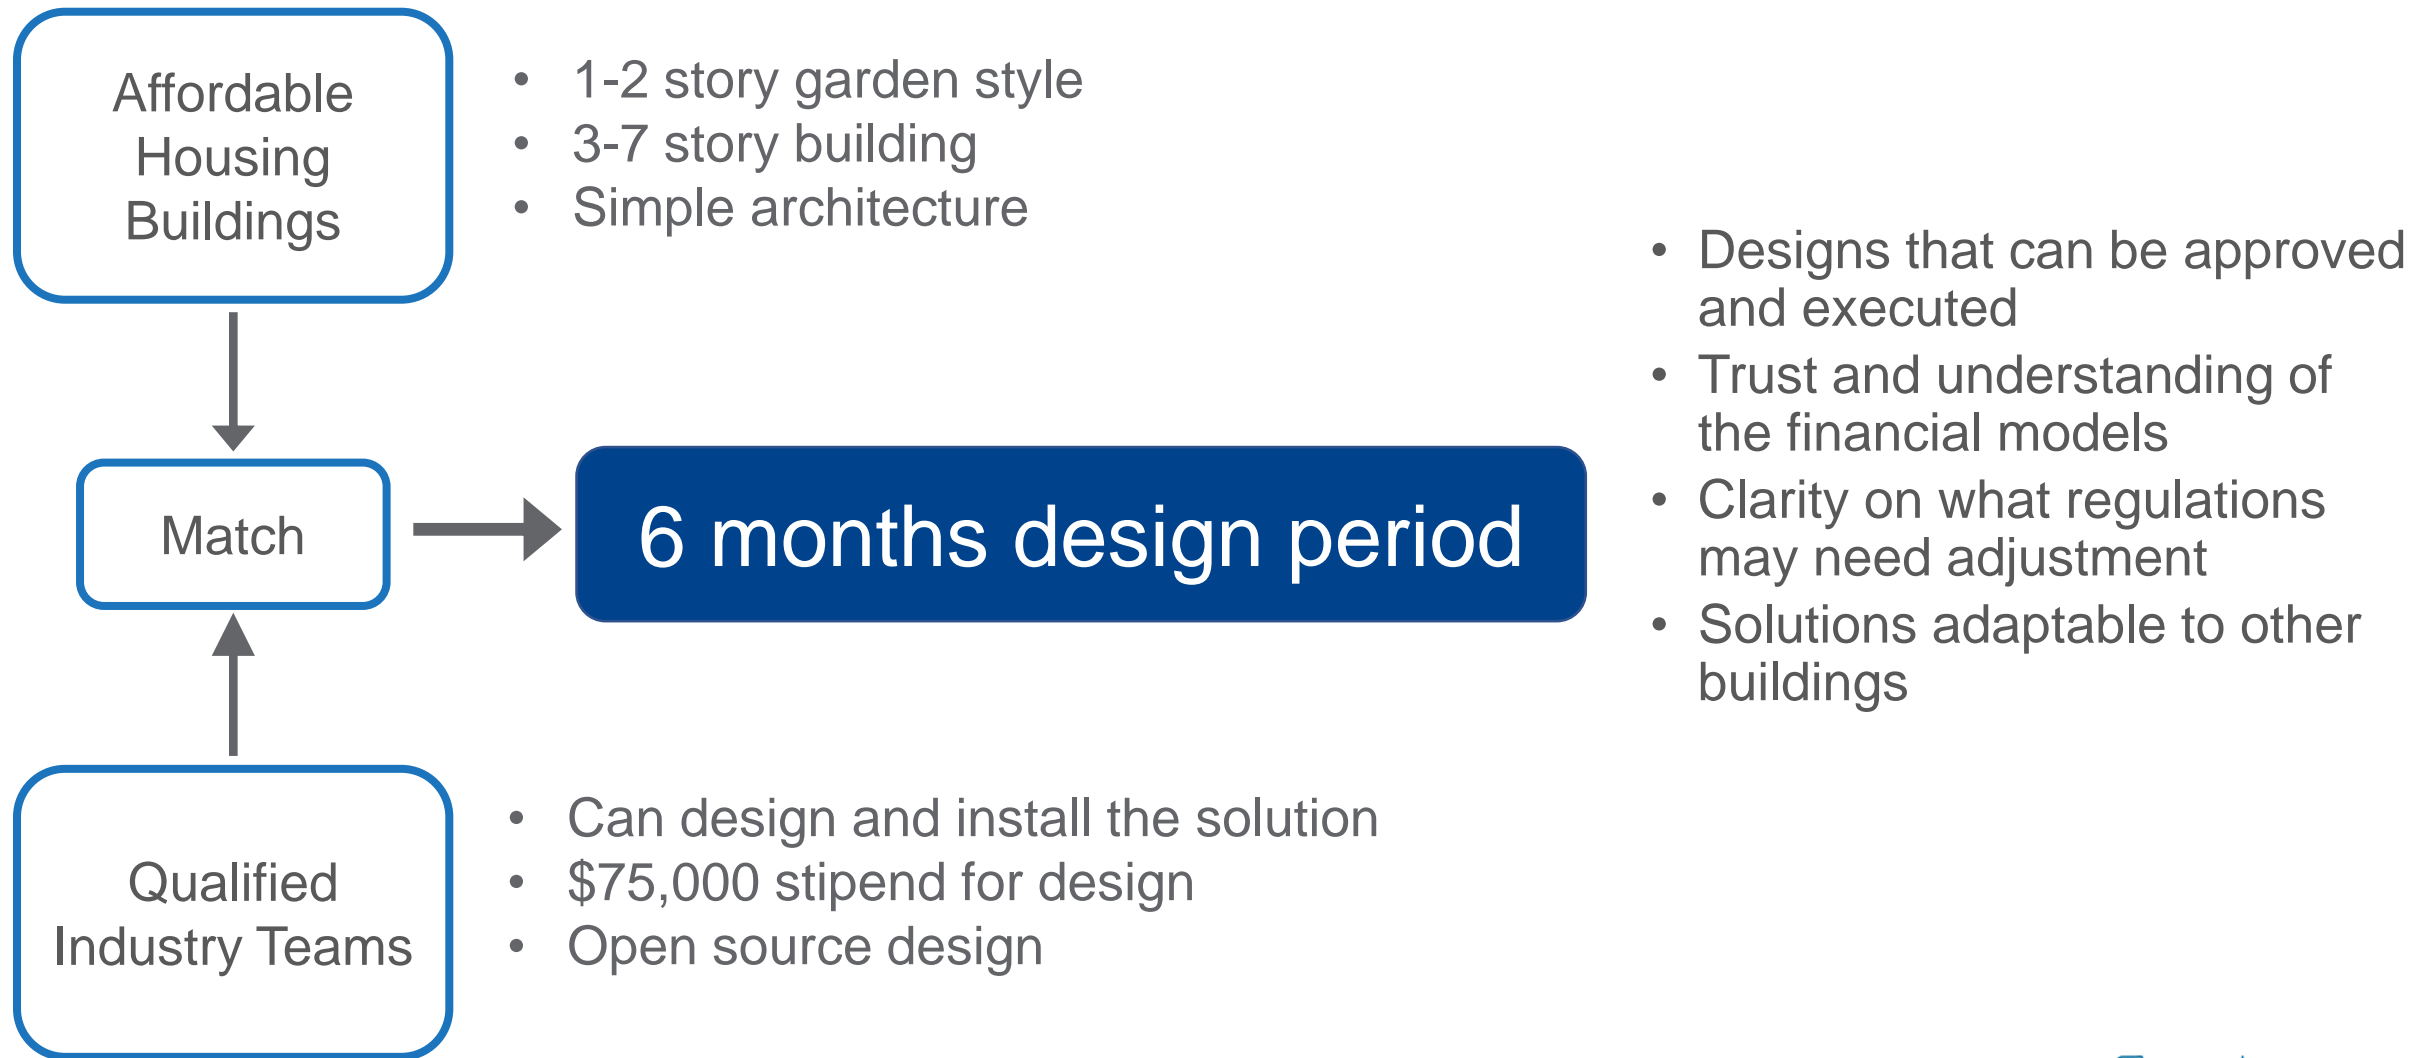 Affordable
Housing
Buildings
• 1-2 story garden style
• 3-7 story building
• Simple architecture
Match
6 months design period
• Designs that can be approved
and executed
• Trust and understanding of
the financial models
• Clarity on what regulations
may need adjustment
• Solutions adaptable to other
buildings
Qualified
Industry Teams
• Can design and install the solution
• $75,000 stipend for design
• Open source design